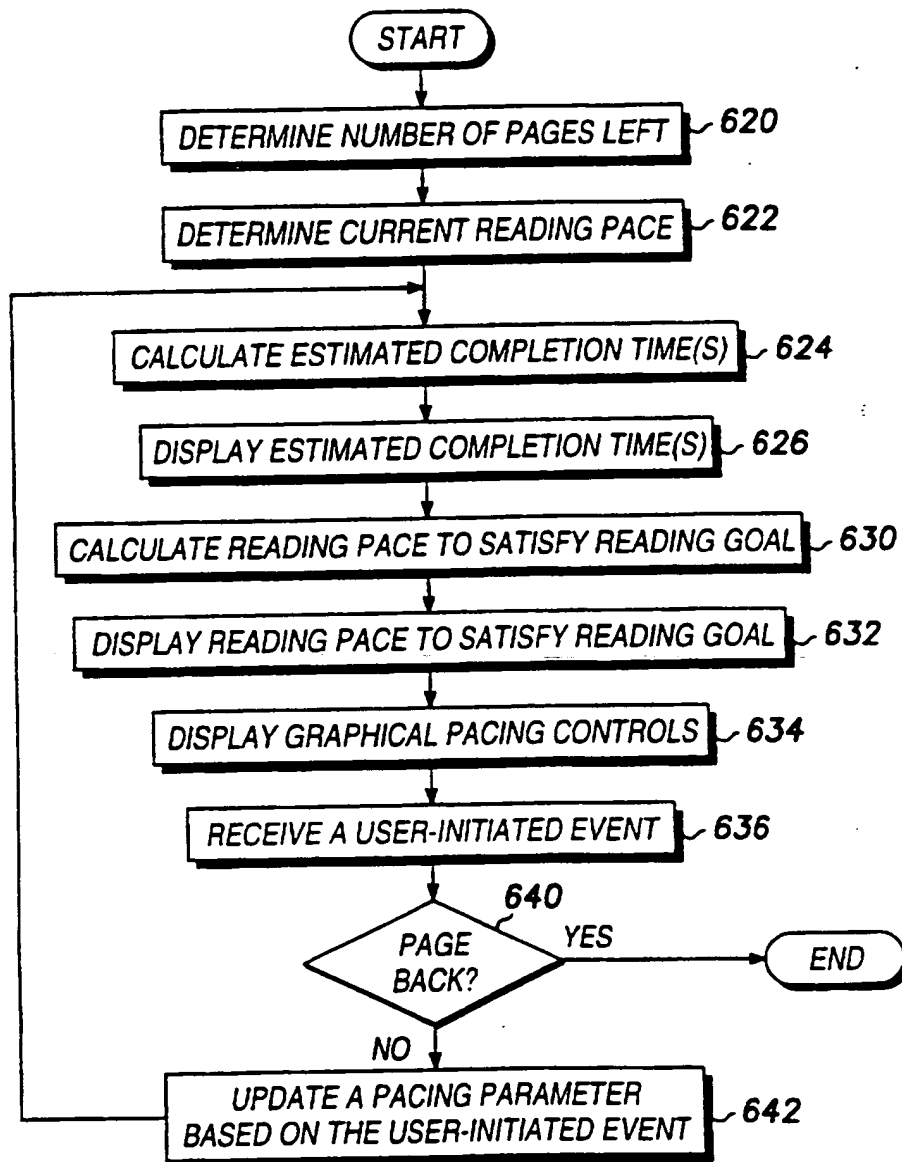 START
DETERMINE NUMBER OF PAGES LEFT 620
DETERMINE CURRENT READING PACE 622
CALCULATE ESTIMATED COMPLETION TIME(S) 624
DISPLAY ESTIMATED COMPLETION TIME(S) 626
CALCULATE READING PACE TO SATISFY READING GOAL 630
DISPLAY READING PACE TO SATISFY READING GOAL 632
DISPLAY GRAPHICAL PACING CONTROLS 634
RECEIVE A USER-INITIATED EVENT 636
640
PAGE
BACK?
YES
END
NO
UPDATE A PACING PARAMETER
BASED ON THE USER-INITIATED EVENT 642